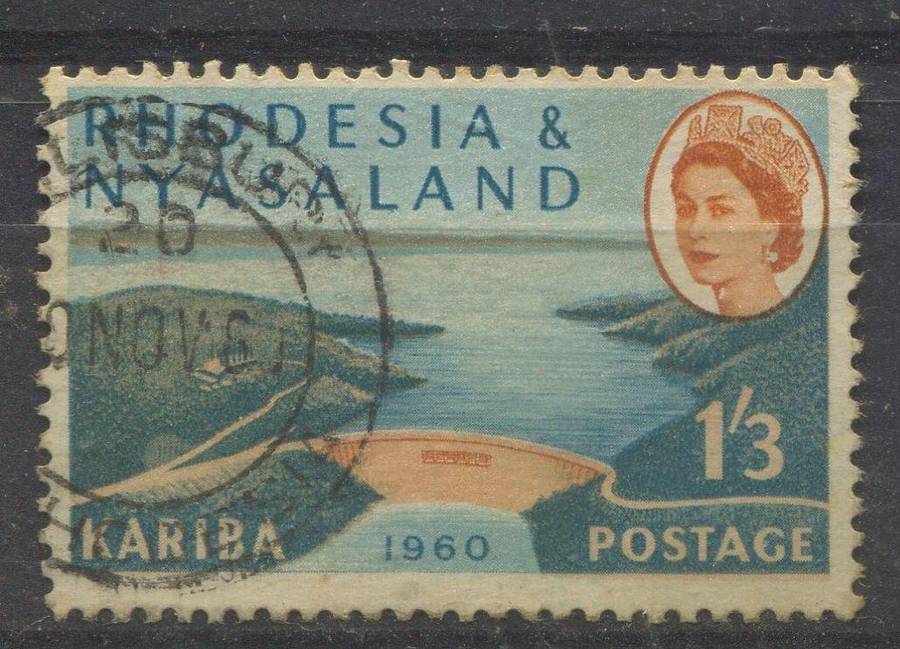 RHODESIA &
NYASALAND
20
NOV 61
1/3
KARIBA
1960
POSTAGE